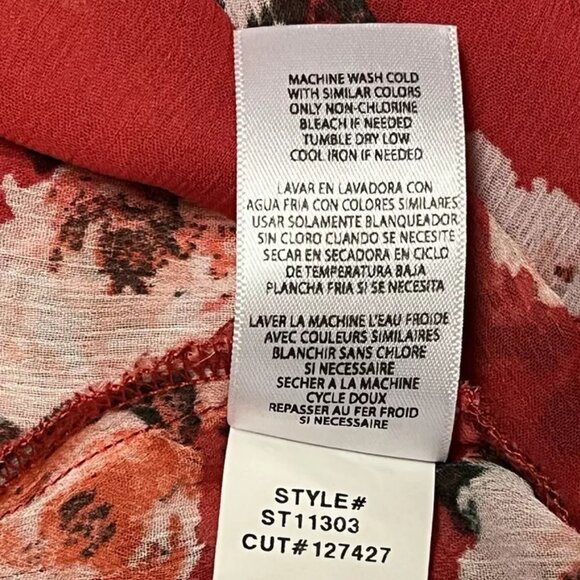 MACHINE WASH COLD
WITH SIMILAR COLORS
ONLY NON-CHLORINE
BLEACH IF NEEDED
TUMBLE DRY LOW
COOL IRON IF NEEDED
LAVAR EN LAVADORA CON
AGUA FRIA CON COLORES SIMILARES
USAR SOLAMENTE BLANQUEADOR
SIN CLORO CUANDO SE NECESITE
SECAR EN SECADORA EN CICLO
DE TEMPERATURA BAJA
PLANCHA FRIA SI SE NECESITA
LAVER LA MACHINE L'EAU FROIDE
AVEC COULEURS SIMILAIRES
BLANCHIR SANS CHLORE
SI NECESSAIRE
SECHER A LA MACHINE
CYCLE DOUX
REPASSER AU FER FROID
SI NECESSAIRE
STYLE#
ST11303
CUT#127427